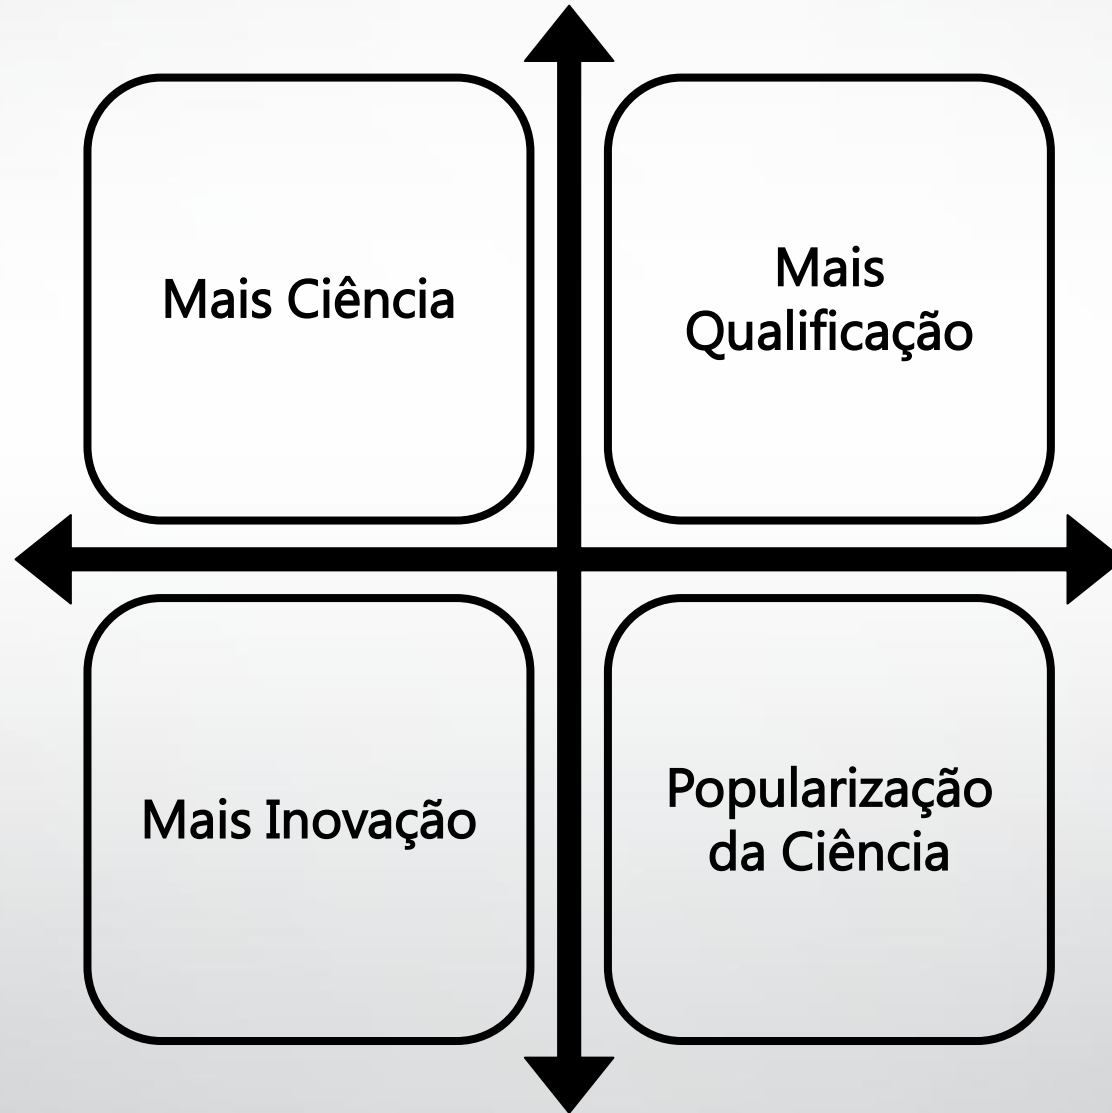 Mais Ciência
Mais
Qualificação
Mais Inovação
Popularização
da Ciência